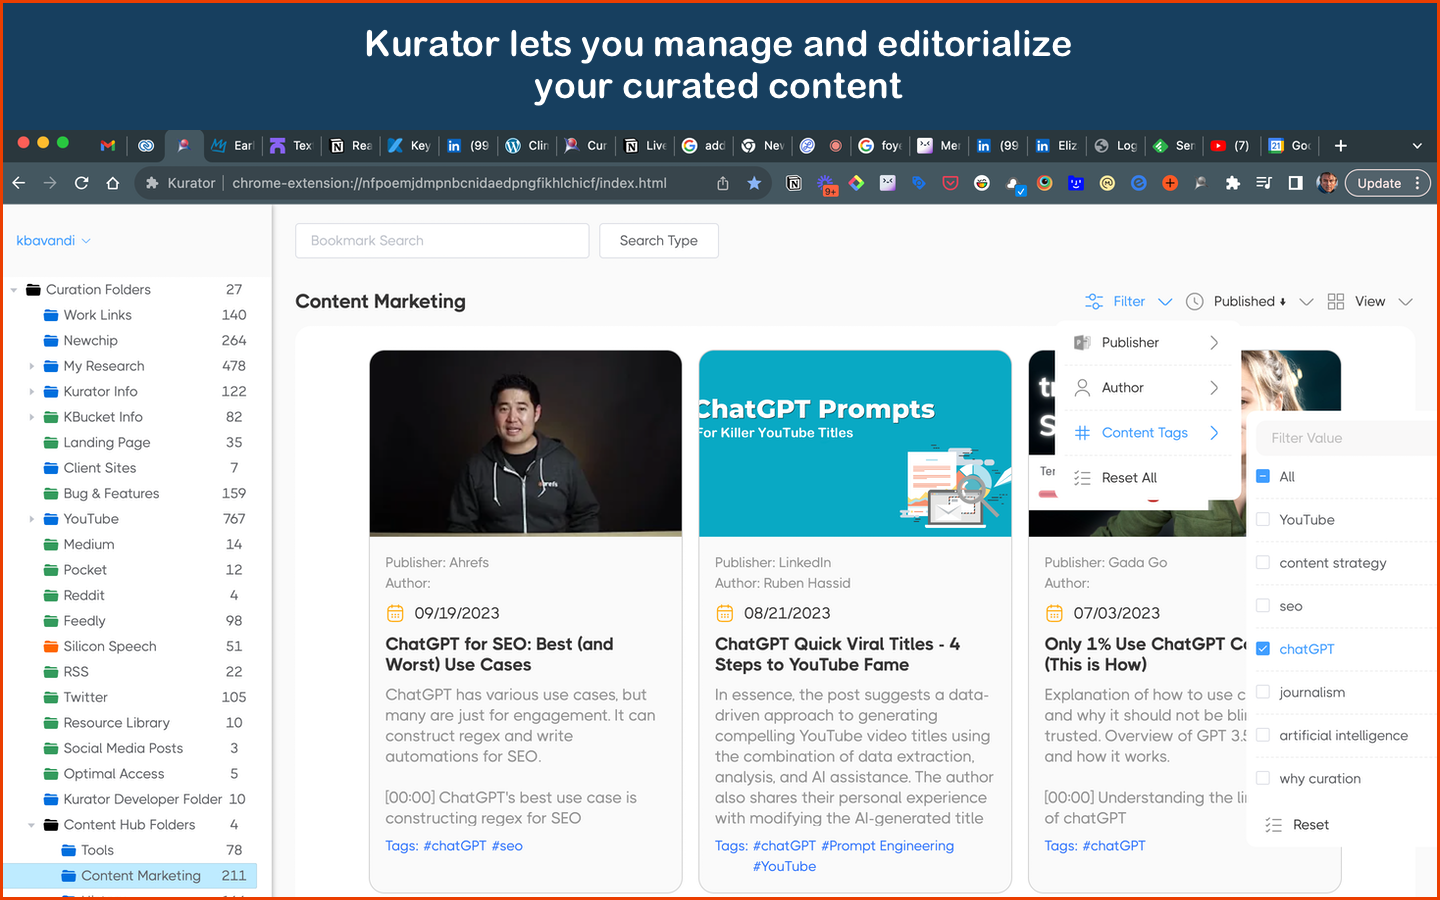 Kurator lets you manage and editorialize
your curated content
Earl
Tex
Rea
Key
(99
Clin
Cur
Live
add
Nev
foye
Mer
(99
Eliz
Log
Ser
(7)
Goo
Kurator | chrome-extension://nfpoemjdmpnbcnidaedpngfikhlchicf/index.html
9+
Update
kbavandi
Bookmark Search
Search Type
Curation Folders 27
Work Links 140
Newchip 264
My Research 478
Kurator Info 122
KBucket Info 82
Landing Page 35
Client Sites 7
Bug & Features 159
YouTube 767
Medium 14
Pocket 12
Reddit 4
Feedly 98
Silicon Speech 51
RSS 22
Twitter 105
Resource Library 10
Social Media Posts 3
Optimal Access 5
Kurator Developer Folder 10
Content Hub Folders 4
Tools 78
Content Marketing 211
Content Marketing
Filter
Published
View
Publisher
Author
Content Tags
Reset All
Filter Value
All
YouTube
content strategy
seo
chatGPT
journalism
artificial intelligence
why curation
Reset
ahrefs
Publisher: Ahrefs
Author:
09/19/2023
ChatGPT for SEO: Best (and
Worst) Use Cases
ChatGPT has various use cases, but
many are just for engagement. It can
construct regex and write
automations for SEO.
[00:00] ChatGPT's best use case is
constructing regex for SEO
Tags: #chatGPT #seo
ChatGPT Prompts
For Killer YouTube Titles
Publisher: LinkedIn
Author: Ruben Hassid
08/21/2023
ChatGPT Quick Viral Titles - 4
Steps to YouTube Fame
In essence, the post suggests a data-
driven approach to generating
compelling YouTube video titles using
the combination of data extraction,
analysis, and AI assistance. The author
also shares their personal experience
with modifying the AI-generated title
Tags: #chatGPT #Prompt Engineering
#YouTube
tr
S
Ter
Publisher: Gada Go
Author:
07/03/2023
Only 1% Use ChatGPT Co
(This is How)
Explanation of how to use c
and why it should not be bli
trusted. Overview of GPT 3.5
and how it works.
[00:00] Understanding the li
of chatGPT
Tags: #chatGPT